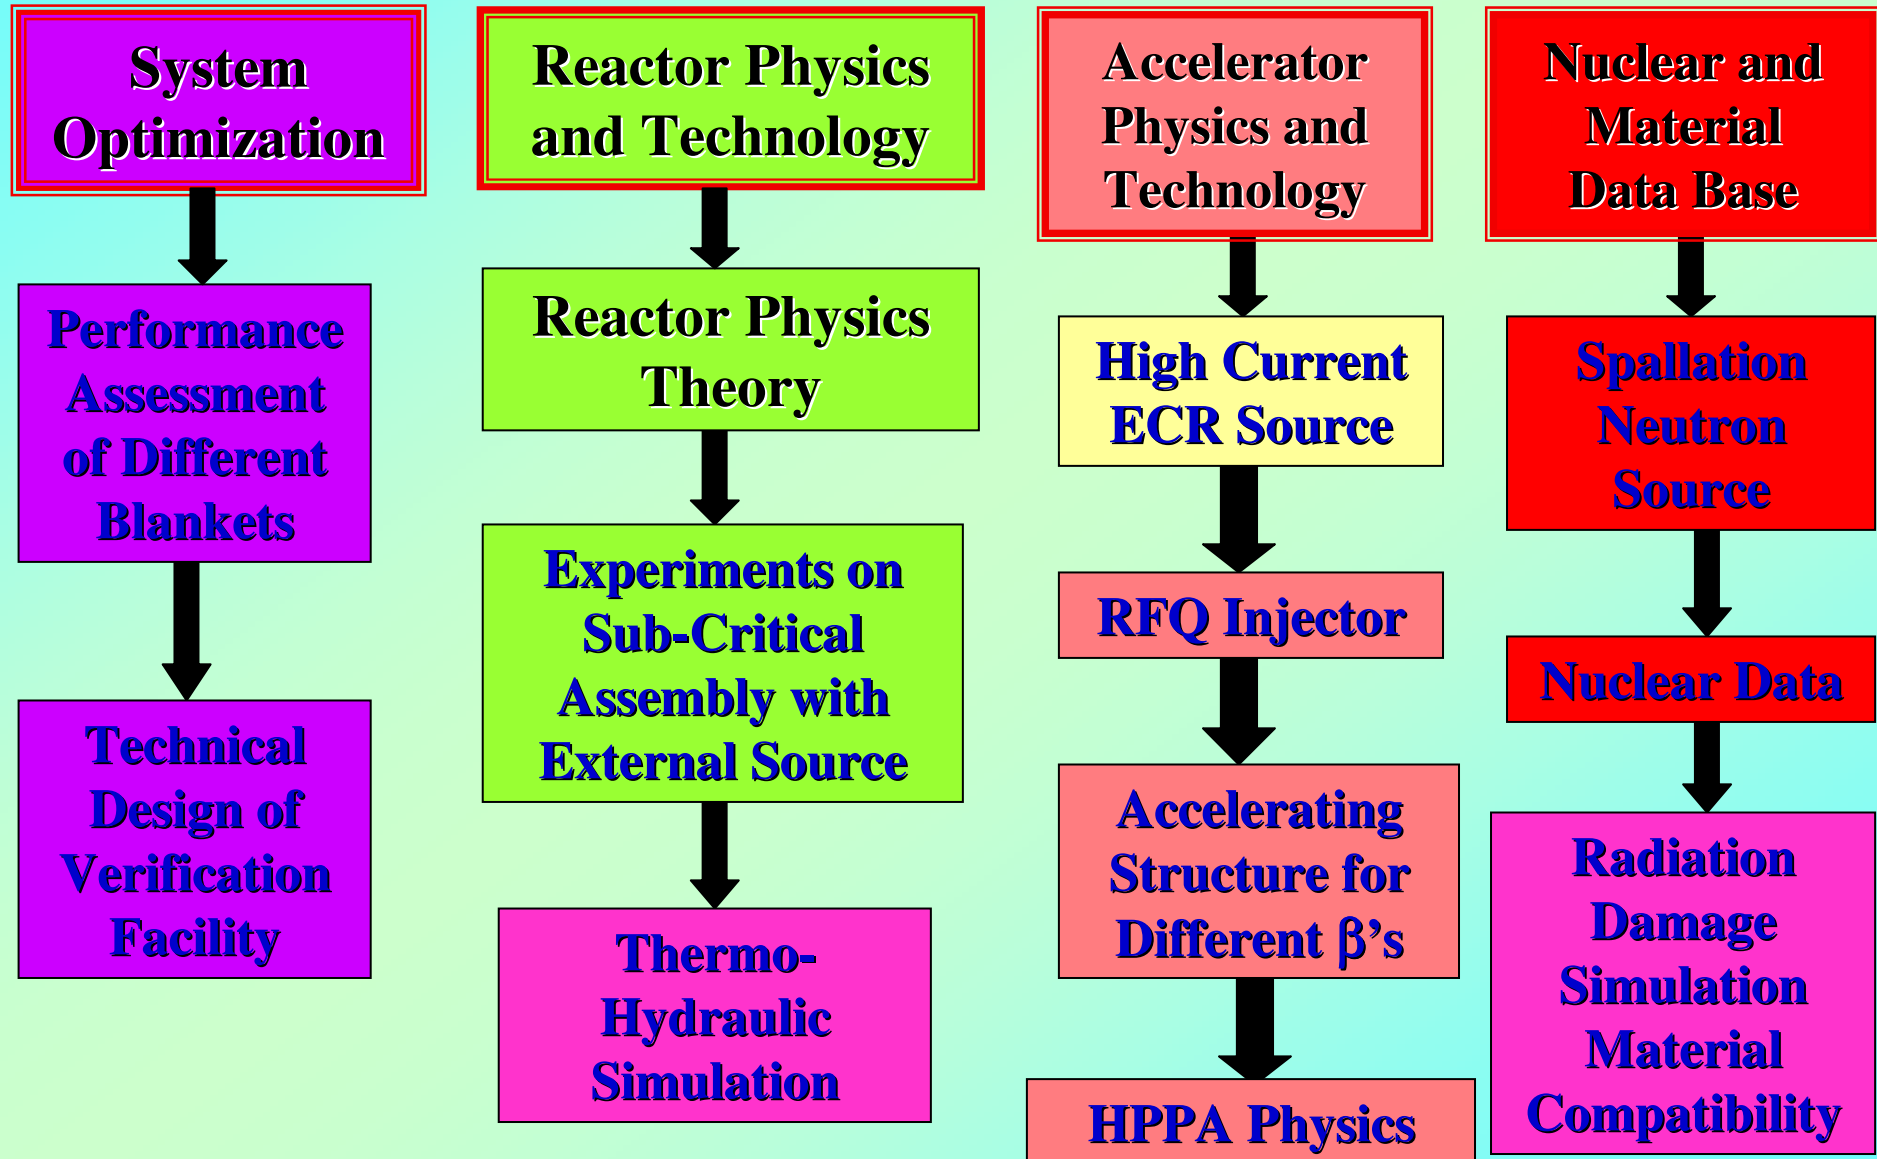 System
Optimization
Performance
Assessment
of Different
Blankets
Technical
Design of
Verification
Facility
Reactor Physics
and Technology
Reactor Physics
Theory
Experiments on
Sub-Critical
Assembly with
External Source
Thermo-
Hydraulic
Simulation
Accelerator
Physics and
Technology
High Current
ECR Source
RFQ Injector
Accelerating
Structure for
Different β’s
HPPA Physics
Nuclear and
Material
Data Base
Spallation
Neutron
Source
Nuclear Data
Radiation
Damage
Simulation
Material
Compatibility